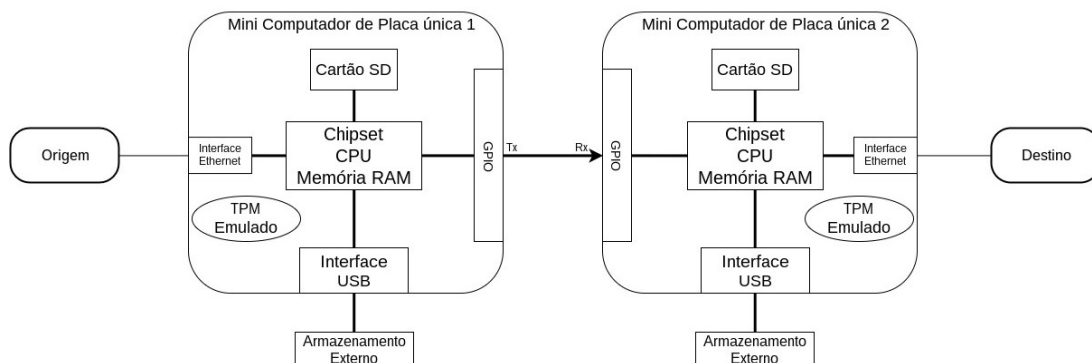 Mini Computador de Placa única 1
Cartão SD
Origem
Interface
Ethernet
Chipset
CPU
Memória RAM
GPIO
TPM
Emulado
Interface
USB
Armazenamento
Externo
Tx
Rx
Mini Computador de Placa única 2
Cartão SD
GPIO
Chipset
CPU
Memória RAM
Interface
Ethernet
Destino
TPM
Emulado
Interface
USB
Armazenamento
Externo